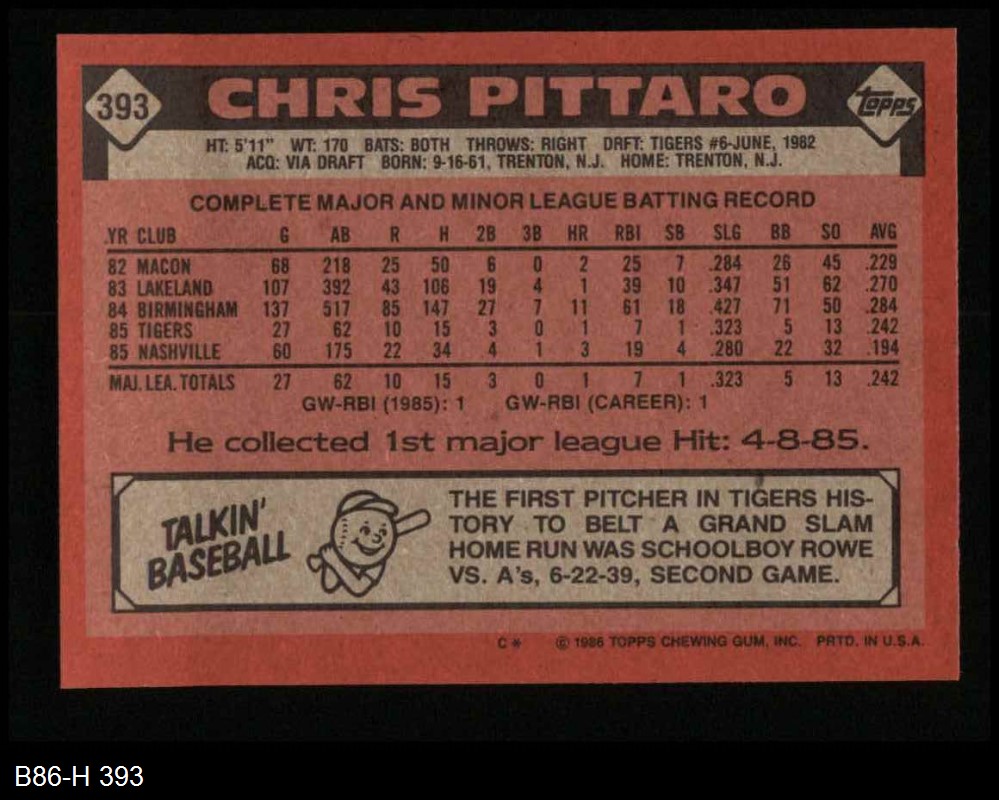 393 CHRIS PITTARO topps
HT: 5'11" WT: 170 BATS: BOTH THROWS: RIGHT DRFT: TIGERS #6-JUNE, 1982
ACQ: VIA DRAFT BORN: 9-16-61, TRENTON, N.J. HOME: TRENTON, N.J.
COMPLETE MAJOR AND MINOR LEAGUE BATTING RECORD
YR CLUB G AB R H 2B 3B HR RBI SB SLG BB SO AVG
82 MACON 68 218 25 50 6 0 2 25 7 .284 26 45 .229
83 LAKELAND 107 392 43 106 19 4 1 39 10 .347 51 62 .270
84 BIRMINGHAM 137 517 85 147 27 7 11 61 18 .427 71 50 .284
85 TIGERS 27 62 10 15 3 0 1 7 1 .323 5 13 .242
85 NASHVILLE 60 175 22 34 4 1 3 19 4 .280 22 32 .194
MAJ. LEA. TOTALS 27 62 10 15 3 0 1 7 1 .323 5 13 .242
GW-RBI (1985): 1 GW-RBI (CAREER): 1
He collected 1st major league Hit: 4-8-85.
TALKIN'
BASEBALL
THE FIRST PITCHER IN TIGERS HIS-
TORY TO BELT A GRAND SLAM
HOME RUN WAS SCHOOLBOY ROWE
VS. A's, 6-22-39, SECOND GAME.
C* © 1986 TOPPS CHEWING GUM, INC. PRTD. IN U.S.A.
B86-H 393